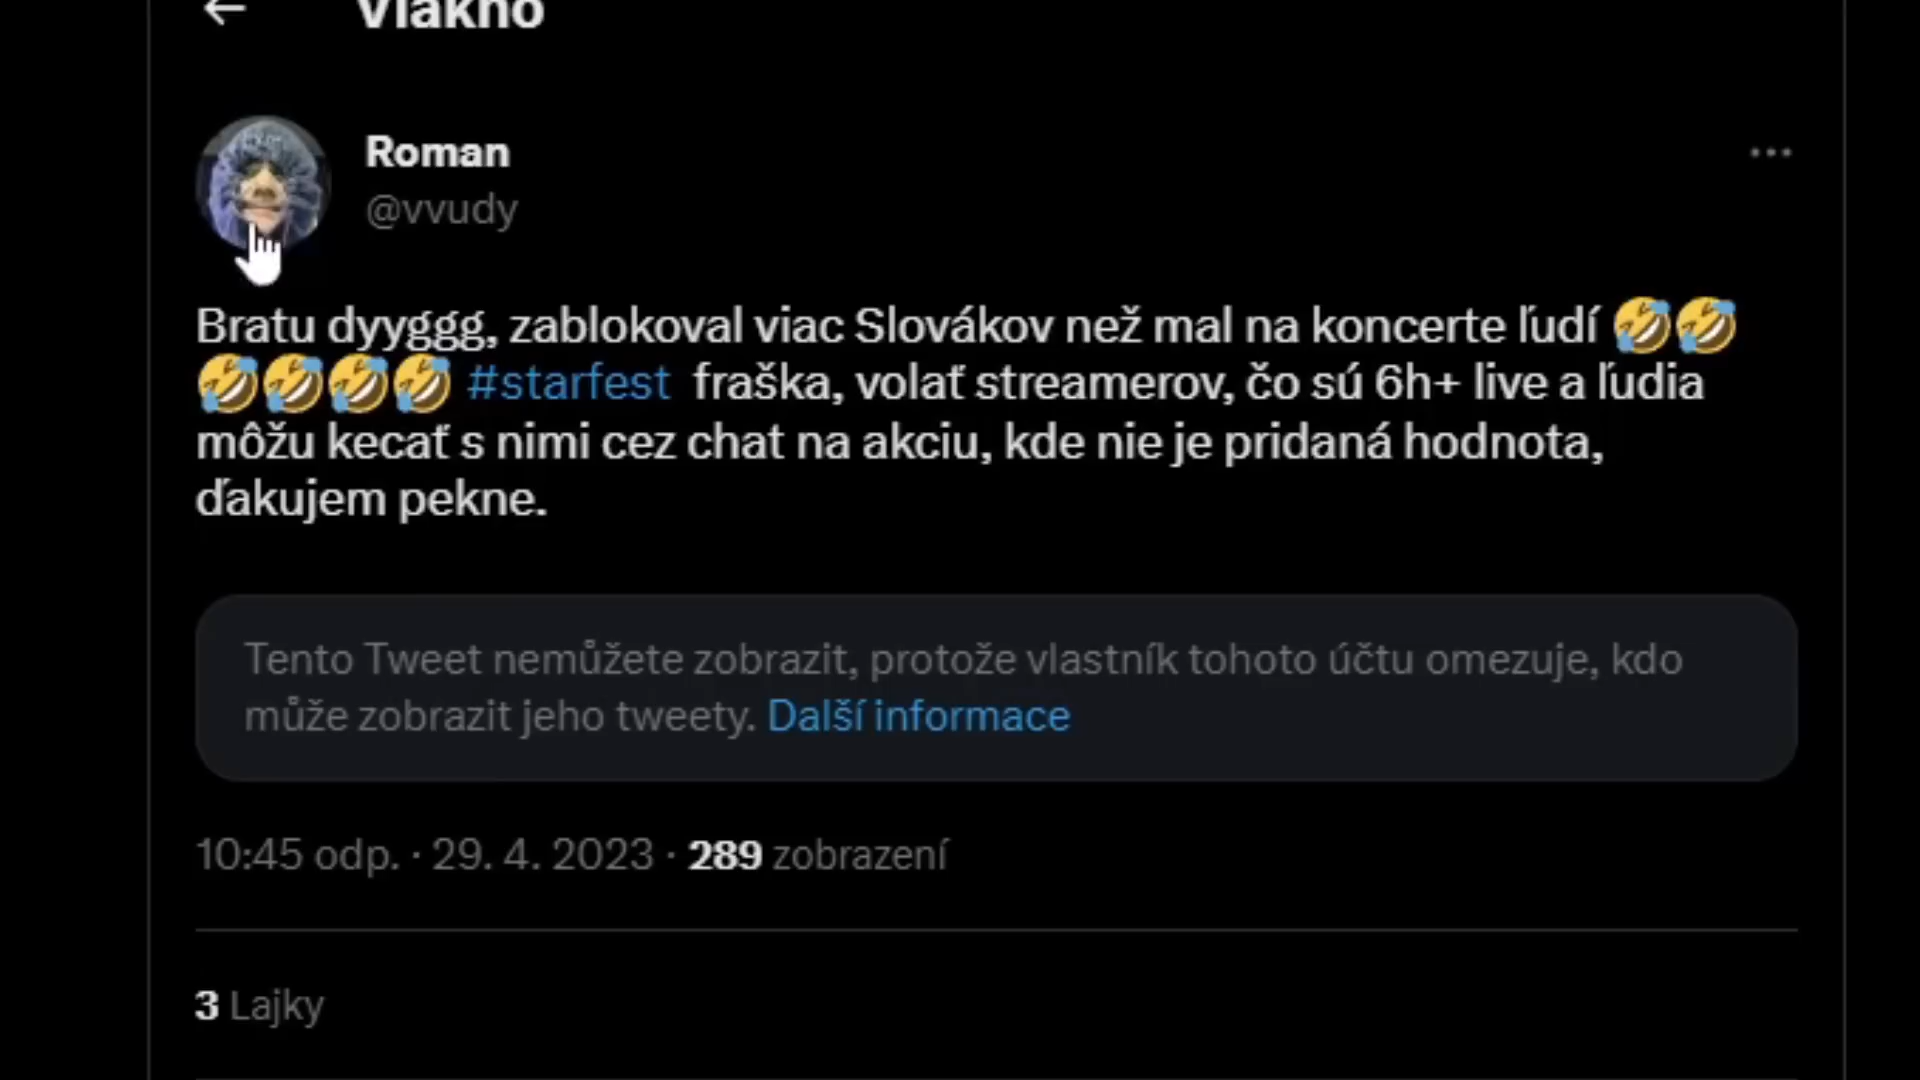 Vlákno
Roman
@vvudy
Bratu dyyggg, zablokoval viac Slovákov než mal na koncerte ľudí 🤣🤣
🤣🤣🤣🤣 #starfest fraška, volať streamerov, čo sú 6h+ live a ľudia
môžu kecať s nimi cez chat na akciu, kde nie je pridaná hodnota,
ďakujem pekne.
Tento Tweet nemůžete zobrazit, protože vlastník tohoto účtu omezuje, kdo
může zobrazit jeho tweety. Další informace
10:45 odp. · 29. 4. 2023 · 289 zobrazení
3 Lajky